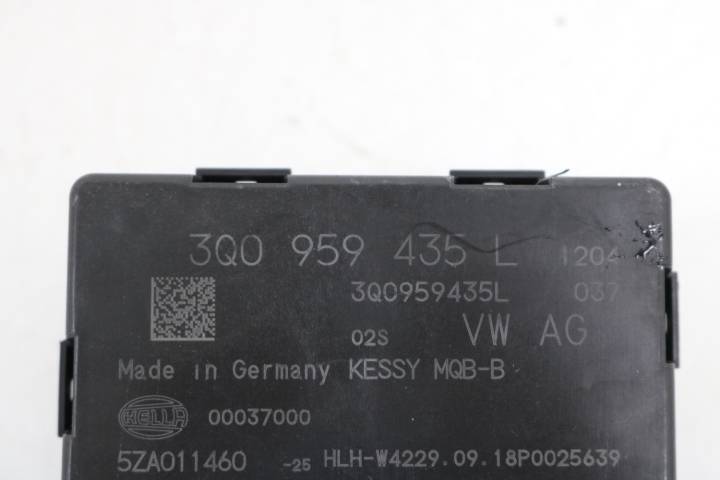 3Q0 959 435 L 1204
3Q0959435L 037
02S VW AG
Made in Germany KESSY MQB-B
HELLA 00037000
5ZA011460 -25 HLH-W4229.09.18P0025639